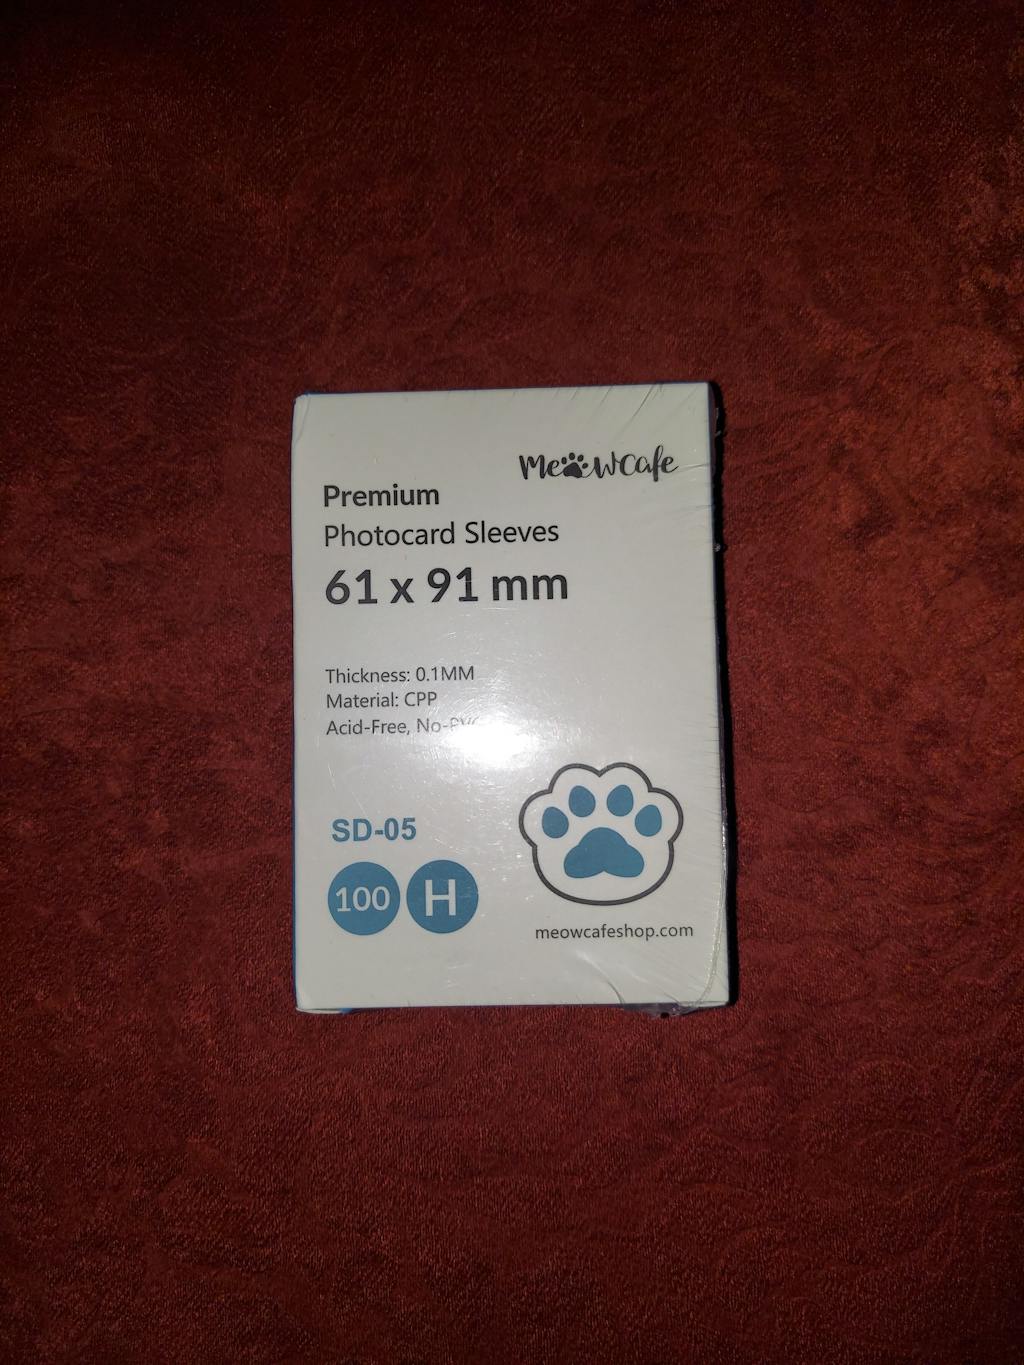 MeowCafe
Premium
Photocard Sleeves
61 x 91 mm
Thickness: 0.1MM
Material: CPP
Acid-Free, No-PVC
SD-05
100 H
meowcafeshop.com